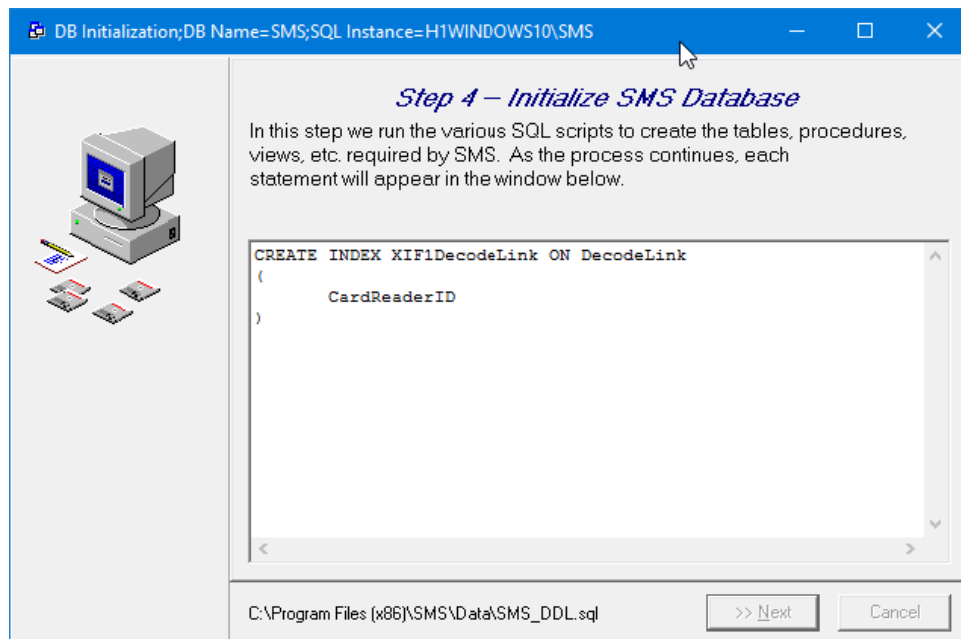 DB Initialization;DB Name=SMS;SQL Instance=H1WINDOWS10\SMS
Step 4 – Initialize SMS Database
In this step we run the various SQL scripts to create the tables, procedures,
views, etc. required by SMS. As the process continues, each
statement will appear in the window below.
CREATE INDEX XIF1DecodeLink ON DecodeLink
(
CardReaderID
)
C:\Program Files (x86)\SMS\Data\SMS_DDL.sql
>> Next
Cancel